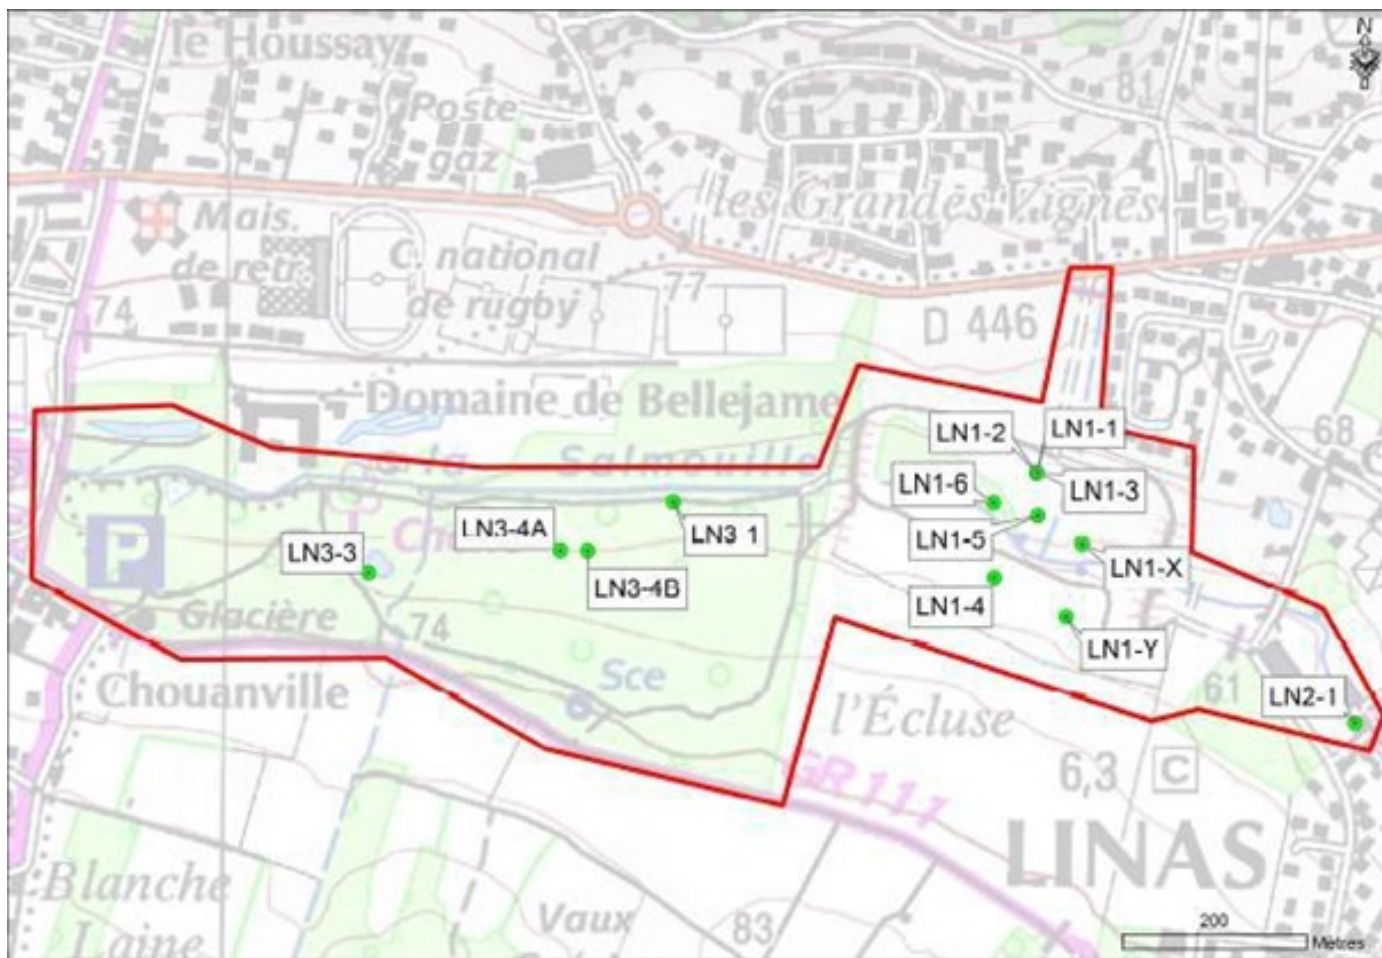 le Houssay
N
81
Poste
gaz
les Grandes Vignes
Mais.
de retr.
C. national
de rugby
77
74
D 446
Domaine de Bellejame
68
LN1-2
LN1-1
la Salmouille
LN1-6
LN1-3
LN3-4A
LN3 1
LN1-5
P
LN3-3
LN3-4B
LN1-X
LN1-4
Glacière
74
LN1-Y
Sce
Chouanville
61
LN2-1
l'Écluse
6,3
C
GR 111
LINAS
Blanche
Laine
Vaux
83
200
Mètres